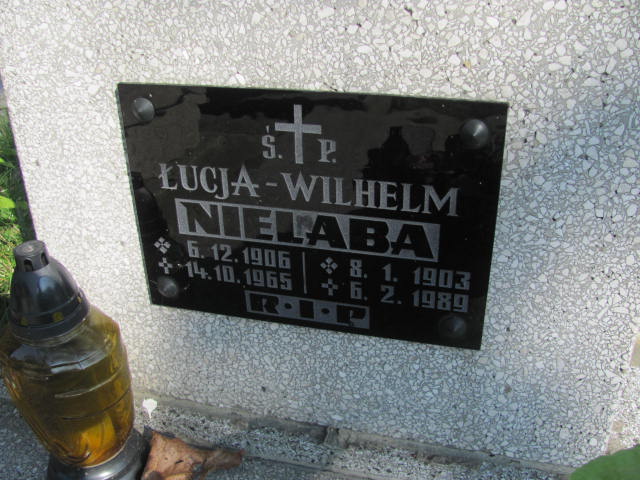 Ś. P.
ŁUCJA - WILHELM
NIELABA
6. 12. 1906 8. 1. 1903
14. 10. 1965 6. 2. 1989
R·I·P